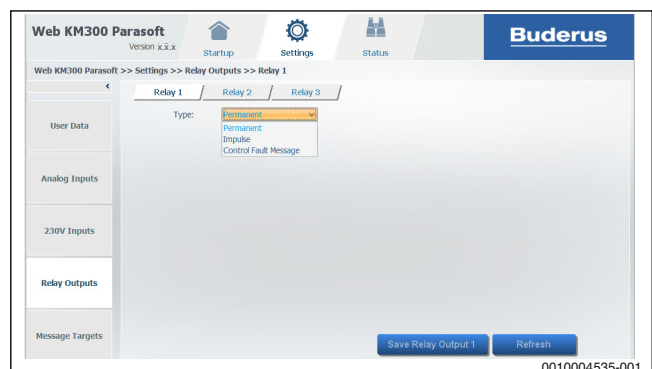 Web KM300 Parasoft
Version x.x.x
Startup
Settings
Status
Buderus
Web KM300 Parasoft >> Settings >> Relay Outputs >> Relay 1
‹
Relay 1 / Relay 2 / Relay 3 /
Type: Permanent
Permanent
Impulse
Control Fault Message
User Data
Analog Inputs
230V Inputs
Relay Outputs
Message Targets
Save Relay Output 1
Refresh
0010004535-001